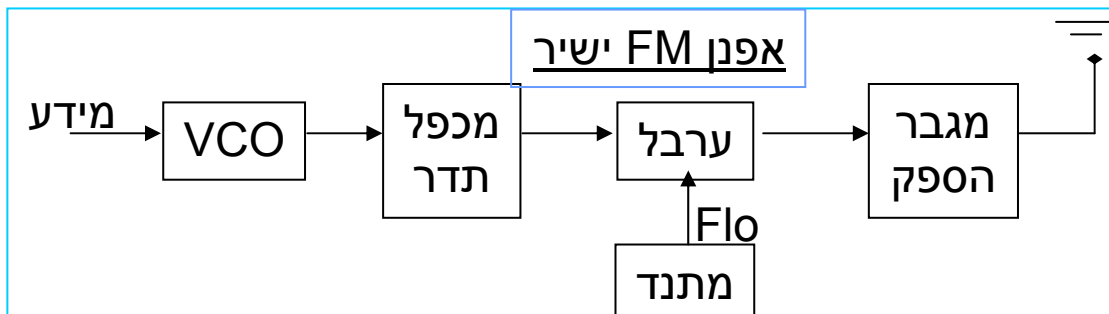 אפנן FM ישיר
מידע
VCO
מכפל
תדר
ערבל
מגבר
הספק
Flo
מתנד